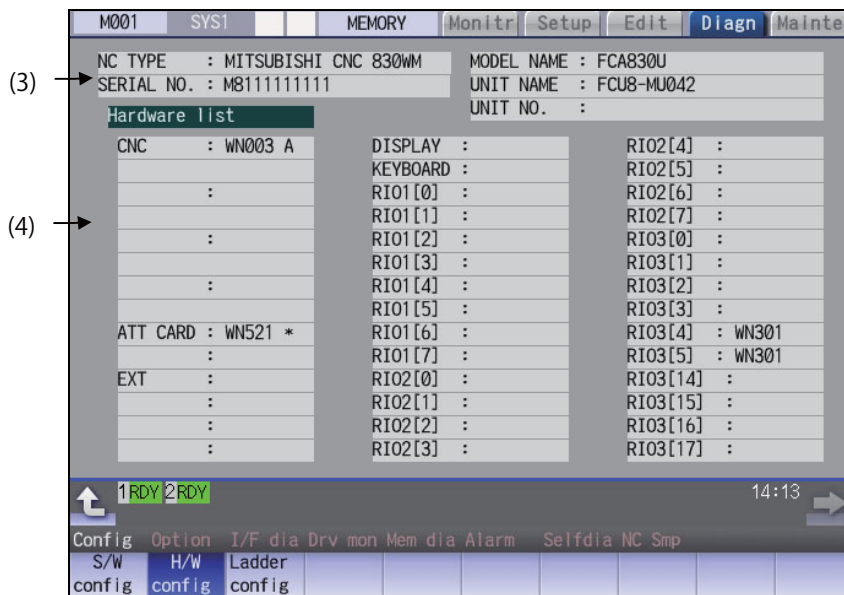 M001 SYS1 MEMORY Monitr Setup Edit Diagn Mainte
NC TYPE : MITSUBISHI CNC 830WM MODEL NAME : FCA830U
(3) SERIAL NO. : M8111111111 UNIT NAME : FCU8-MU042
UNIT NO. :
Hardware list
CNC : WN003 A DISPLAY : RIO2[4] :
KEYBOARD : RIO2[5] :
: RIO1[0] : RIO2[6] :
RIO1[1] : RIO2[7] :
(4) : RIO1[2] : RIO3[0] :
RIO1[3] : RIO3[1] :
: RIO1[4] : RIO3[2] :
RIO1[5] : RIO3[3] :
ATT CARD : WN521 * RIO1[6] : RIO3[4] : WN301
: RIO1[7] : RIO3[5] : WN301
EXT : RIO2[0] : RIO3[14] :
: RIO2[1] : RIO3[15] :
: RIO2[2] : RIO3[16] :
: RIO2[3] : RIO3[17] :
1 RDY 2 RDY 14:13
Config Option I/F dia Drv mon Mem dia Alarm Selfdia NC Smp
S/W H/W Ladder
config config config